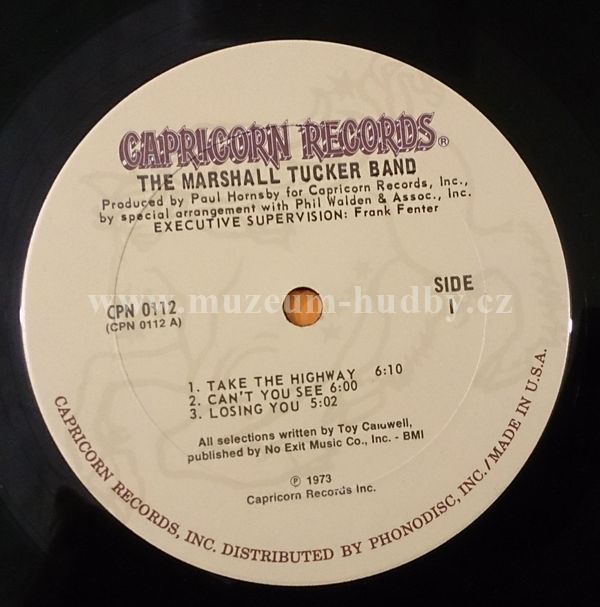 CAPRICORN RECORDS®
THE MARSHALL TUCKER BAND
Produced by Paul Hornsby for Capricorn Records, Inc.,
by special arrangement with Phil Walden & Assoc., Inc.
EXECUTIVE SUPERVISION: Frank Fenter
CPN 0112
(CPN 0112 A)
SIDE
I
www.muzeum-hudby.cz
1. TAKE THE HIGHWAY 6:10
2. CAN'T YOU SEE 6:00
3. LOSING YOU 5:02
All selections written by Toy Caldwell,
published by No Exit Music Co., Inc. - BMI
℗ 1973
Capricorn Records Inc.
CAPRICORN RECORDS, INC. DISTRIBUTED BY PHONODISC, INC./MADE IN U.S.A.